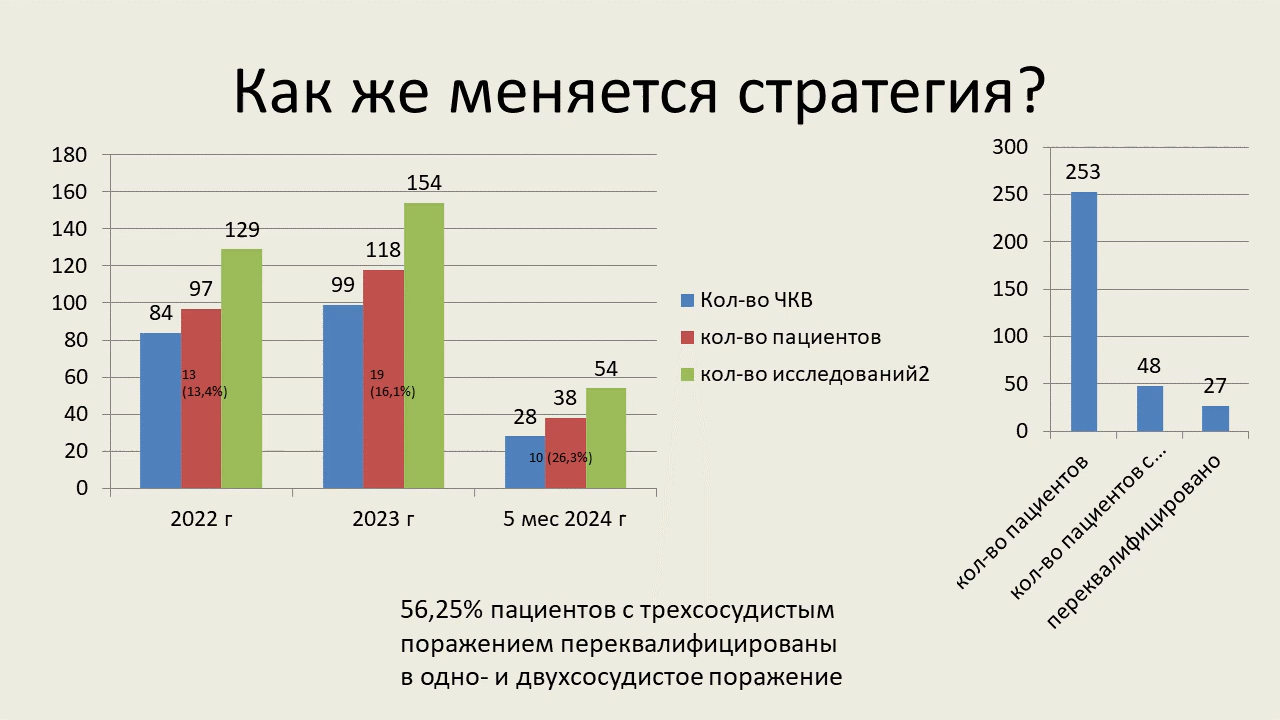 Как же меняется стратегия?
180
160
140
120
100
80
60
40
20
0
84
97
129
13
(13,4%)
99
118
154
19
(16,1%)
28
38
54
10 (26,3%)
2022 г
2023 г
5 мес 2024 г
Кол-во ЧКВ
кол-во пациентов
кол-во исследований2
300
250
200
150
100
50
0
253
48
27
кол-во пациентов
кол-во пациентов с...
переквалифицировано
56,25% пациентов с трехсосудистым
поражением переквалифицированы
в одно- и двухсосудистое поражение